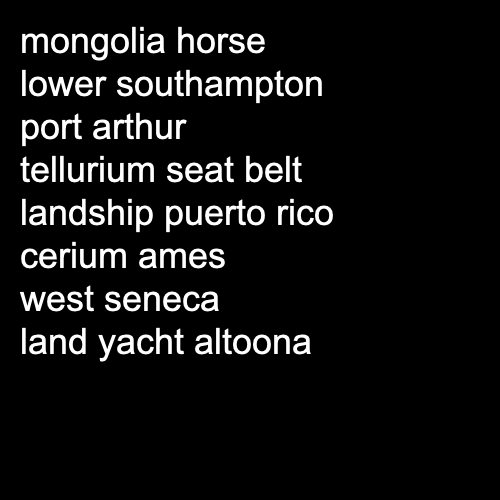 mongolia horse
lower southampton
port arthur
tellurium seat belt
landship puerto rico
cerium ames
west seneca
land yacht altoona